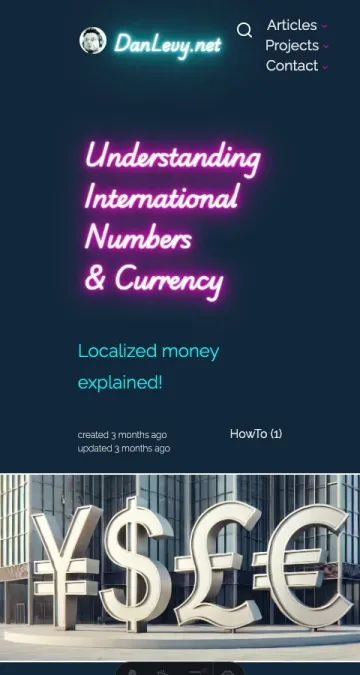 DanLevy.net
Articles
Projects
Contact
Understanding
International
Numbers
& Currency
Localized money
explained!
created 3 months ago
updated 3 months ago
HowTo (1)
¥$££€